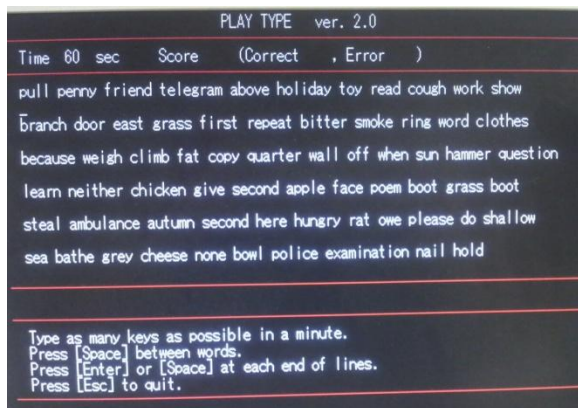 PLAY TYPE ver. 2.0
Time 60 sec Score (Correct , Error )
pull penny friend telegram above holiday toy read cough work show
branch door east grass first repeat bitter smoke ring word clothes
because weigh climb fat copy quarter wall off when sun hammer question
learn neither chicken give second apple face poem boot grass boot
steal ambulance autumn second here hungry rat owe please do shallow
sea bathe grey cheese none bowl police examination nail hold
Type as many keys as possible in a minute.
Press [Space] between words.
Press [Enter] or [Space] at each end of lines.
Press [Esc] to quit.